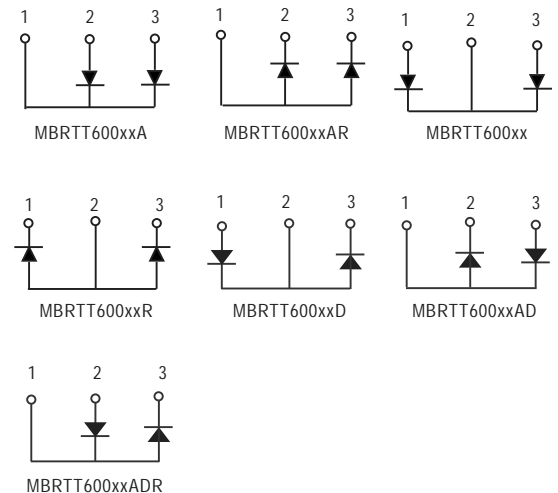 1 2 3
MBRTT600xxA
1 2 3
MBRTT600xxAR
1 2 3
MBRTT600xx
1 2 3
MBRTT600xxR
1 2 3
MBRTT600xxD
1 2 3
MBRTT600xxAD
1 2 3
MBRTT600xxADR